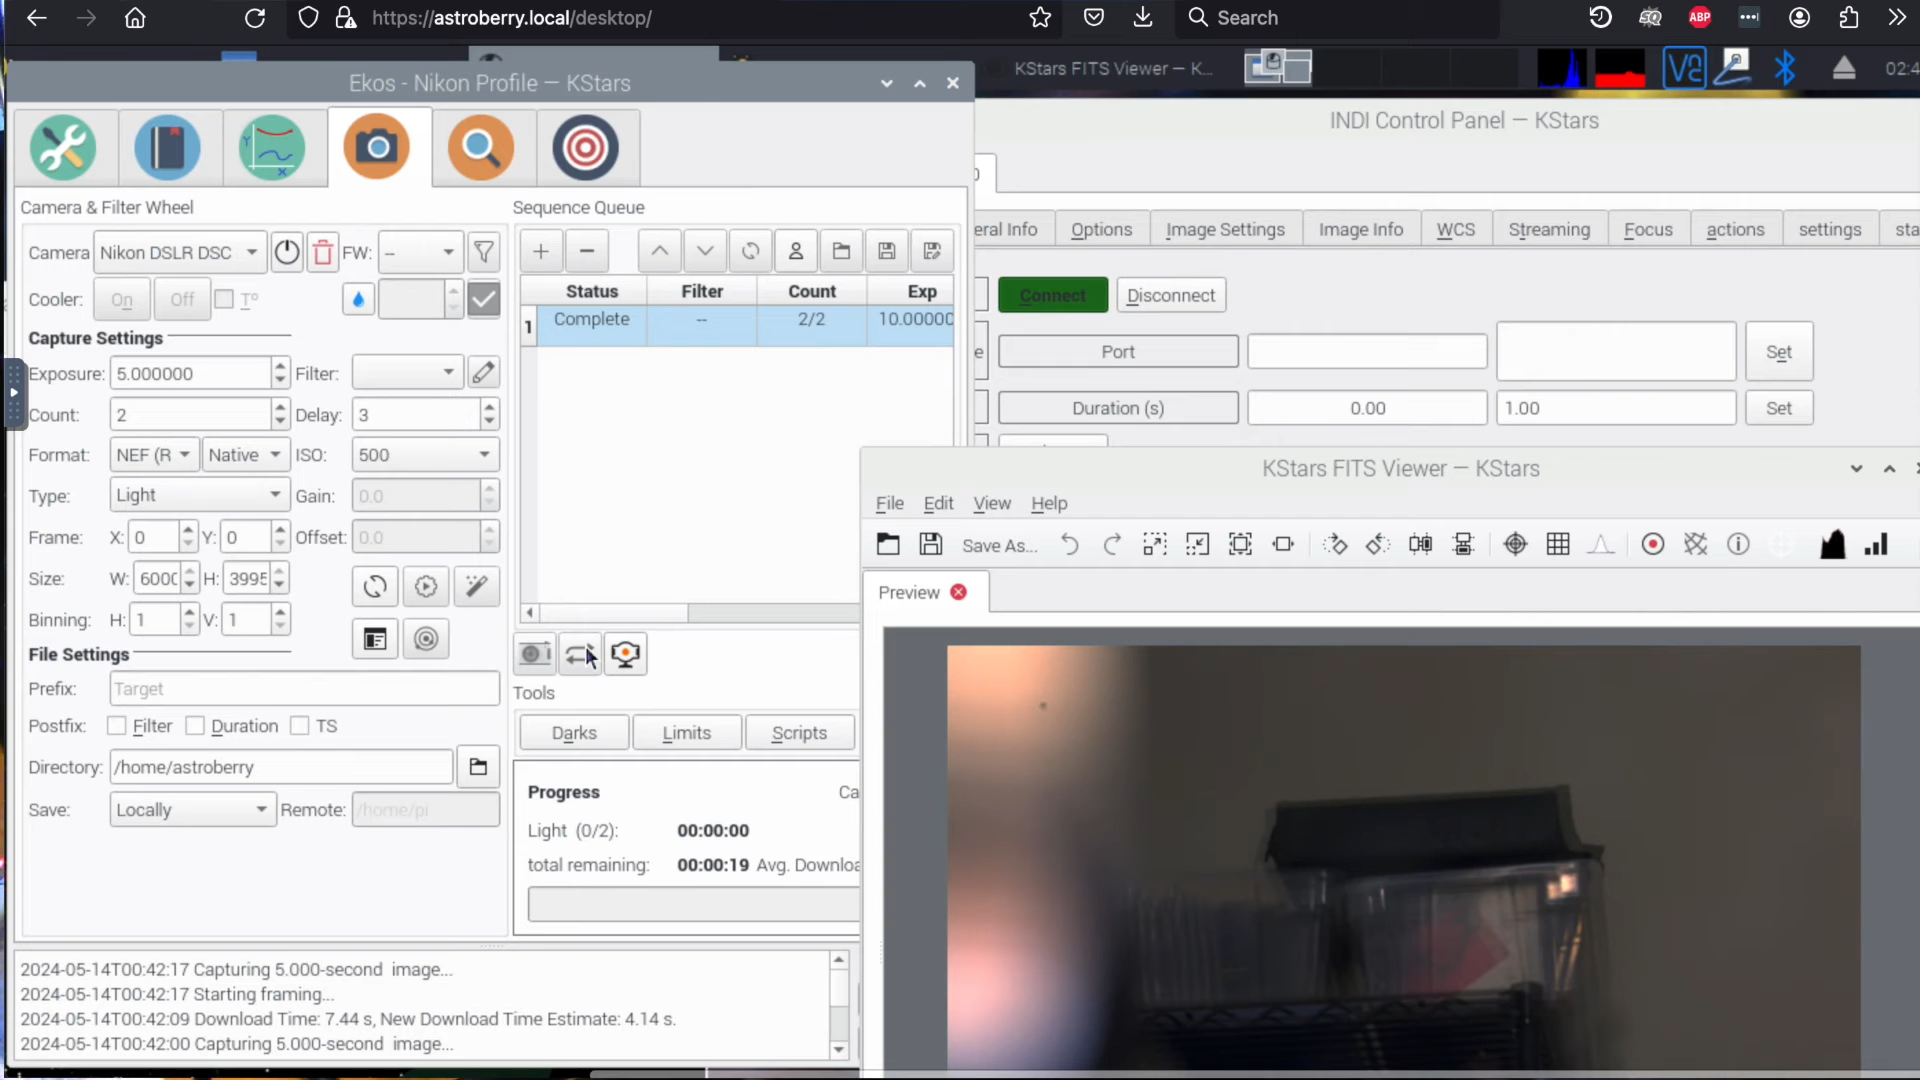 https://astroberry.local/desktop/
Search
ABP
KStars FITS Viewer — K...
V2
02:4
Ekos - Nikon Profile — KStars
INDI Control Panel — KStars
Camera & Filter Wheel
Sequence Queue
Camera Nikon DSLR DSC FW: --
Cooler: On Off T°
Capture Settings
Exposure: 5.000000 Filter:
Count: 2 Delay: 3
Format: NEF (R Native ISO: 500
Type: Light Gain: 0.0
Frame: X: 0 Y: 0 Offset: 0.0
Size: W: 6000 H: 3995
Binning: H: 1 V: 1
File Settings
Prefix: Target
Postfix: Filter Duration TS
Directory: /home/astroberry
Save: Locally Remote: /home/pi
Status Filter Count Exp
1 Complete -- 2/2 10.00000
Tools
Darks Limits Scripts
Progress Ca
Light (0/2): 00:00:00
total remaining: 00:00:19 Avg. Downloa
2024-05-14T00:42:17 Capturing 5.000-second image...
2024-05-14T00:42:17 Starting framing...
2024-05-14T00:42:09 Download Time: 7.44 s, New Download Time Estimate: 4.14 s.
2024-05-14T00:42:00 Capturing 5.000-second image...
eral Info Options Image Settings Image Info WCS Streaming Focus actions settings sta
Connect Disconnect
Port Set
Duration (s) 0.00 1.00 Set
KStars FITS Viewer — KStars
File Edit View Help
Save As...
Preview